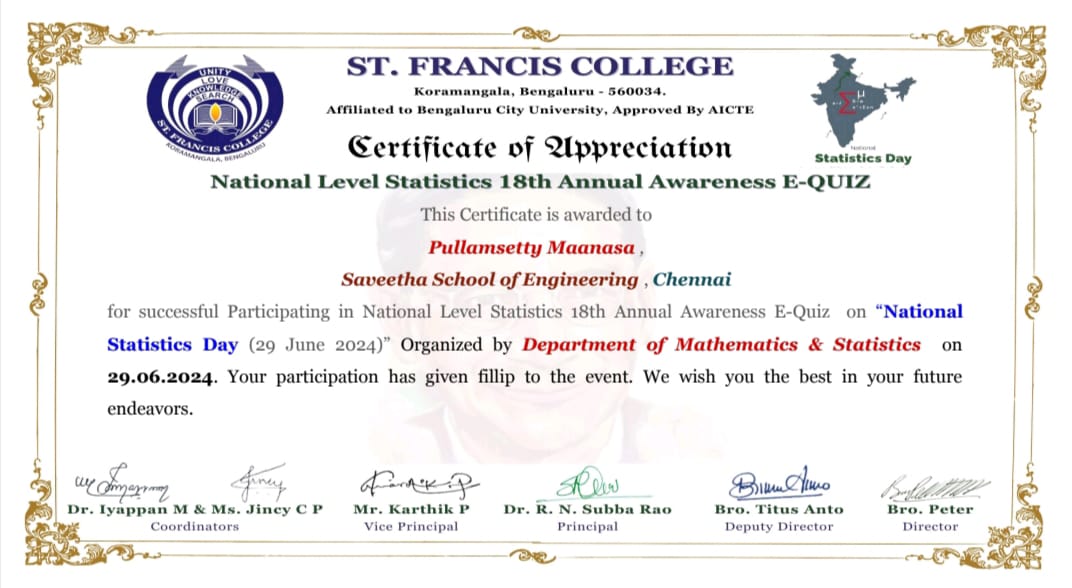 UNITY
LOVE
KNOWLEDGE
SEARCH
ST. FRANCIS COLLEGE
KORAMANGALA, BENGALURU
ST. FRANCIS COLLEGE
Koramangala, Bengaluru - 560034.
Affiliated to Bengaluru City University, Approved By AICTE
Certificate of Appreciation
National
Statistics Day
National Level Statistics 18th Annual Awareness E-QUIZ
This Certificate is awarded to
Pullamsetty Maanasa ,
Saveetha School of Engineering , Chennai
for successful Participating in National Level Statistics 18th Annual Awareness E-Quiz on “National
Statistics Day (29 June 2024)” Organized by Department of Mathematics & Statistics on
29.06.2024. Your participation has given fillip to the event. We wish you the best in your future
endeavors.
Dr. Iyappan M & Ms. Jincy C P
Coordinators
Mr. Karthik P
Vice Principal
Dr. R. N. Subba Rao
Principal
Bro. Titus Anto
Deputy Director
Bro. Peter
Director